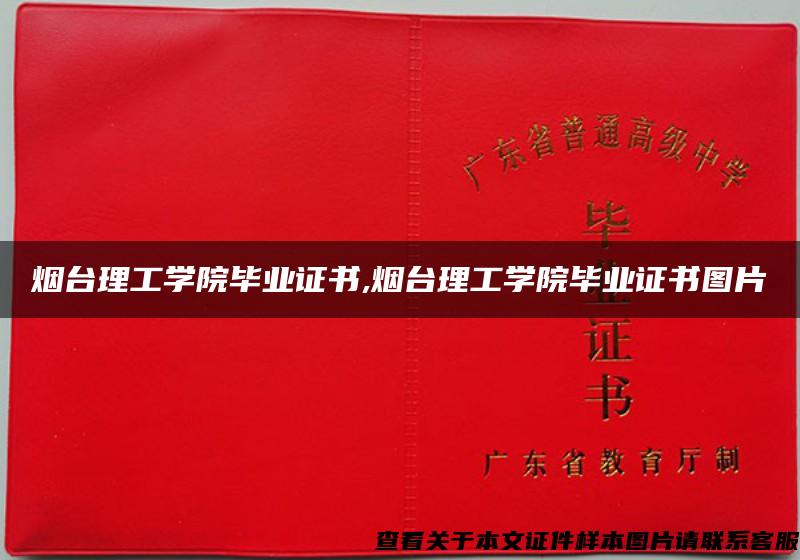 广东省普通高级中学
毕业证书
烟台理工学院毕业证书,烟台理工学院毕业证书图片
广东省教育厅制
查看关于本文证件样本图片请联系客服